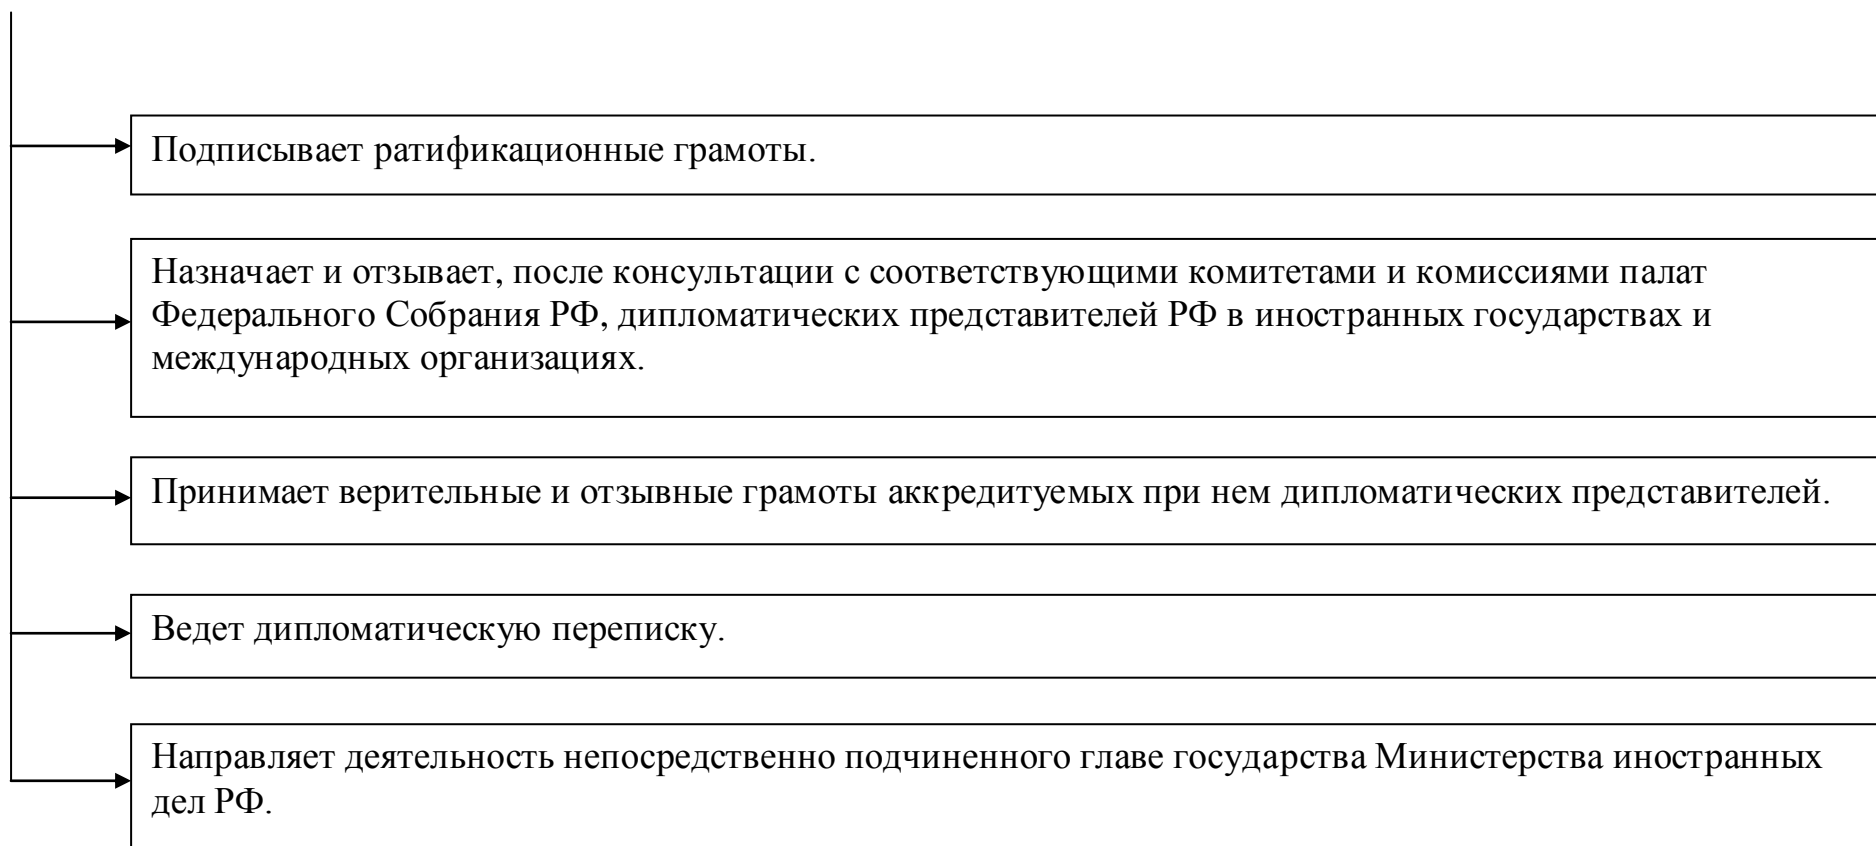 Подписывает ратификационные грамоты.
Назначает и отзывает, после консультации с соответствующими комитетами и комиссиями палат
Федерального Собрания РФ, дипломатических представителей РФ в иностранных государствах и
международных организациях.
Принимает верительные и отзывные грамоты аккредитуемых при нем дипломатических представителей.
Ведет дипломатическую переписку.
Направляет деятельность непосредственно подчиненного главе государства Министерства иностранных
дел РФ.